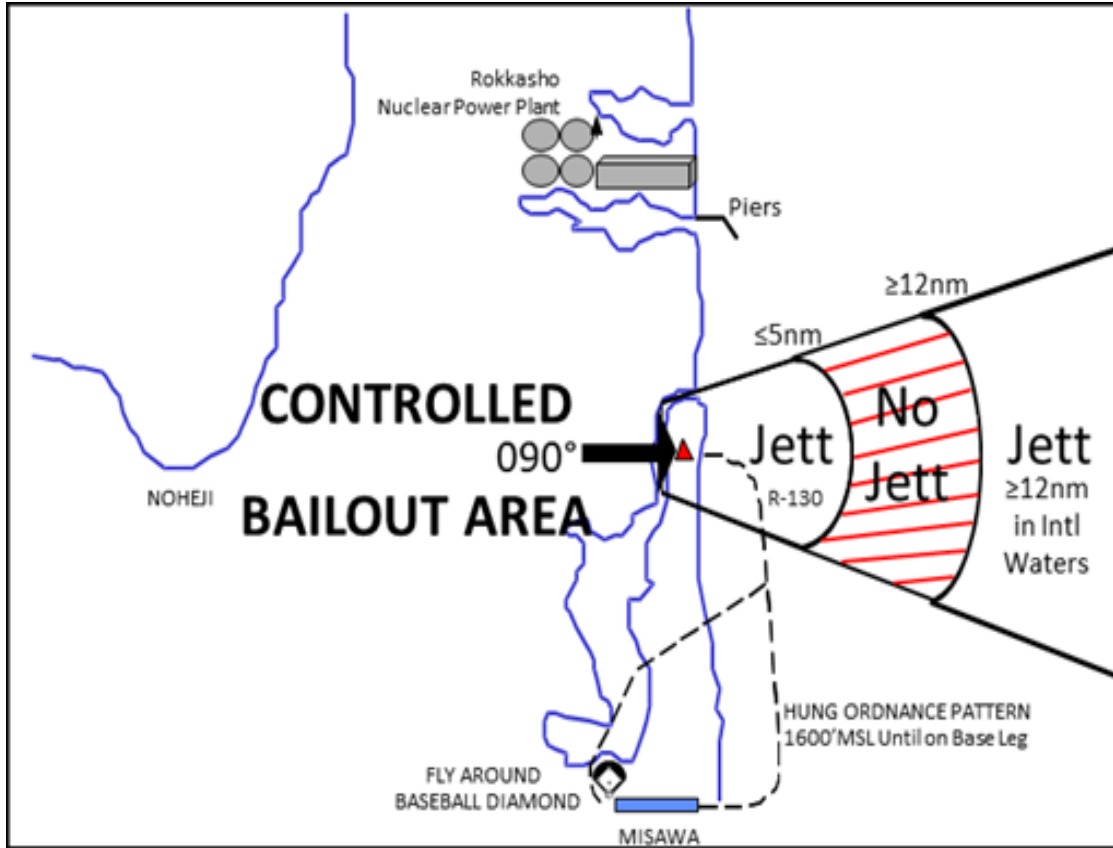 Rokkasho
Nuclear Power Plant
Piers
≥12nm
≤5nm
CONTROLLED
090°
BAILOUT AREA
No
Jett
Jett
R-130
Jett
≥12nm
in Intl
Waters
NOHEJI
HUNG ORDNANCE PATTERN
1600'MSL Until on Base Leg
FLY AROUND
BASEBALL DIAMOND
MISAWA